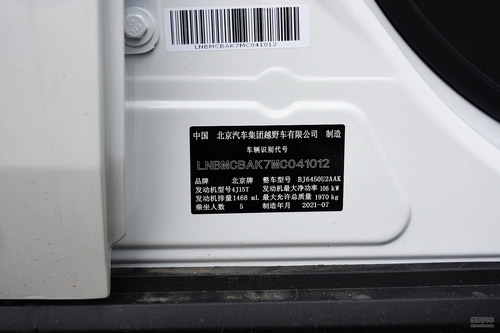 LNBMCBAK7MC041012
中国 北京汽车集团越野车有限公司 制造
车辆识别代号
LNBMCBAK7MC041012
品牌 北京牌 整车型号 BJ6450U2AAK
发动机型号 4J15T 发动机最大净功率 106 kW
发动机排量 1468 mL 最大允许总质量 1970 kg
乘坐人数 5 制造年月 2021-07